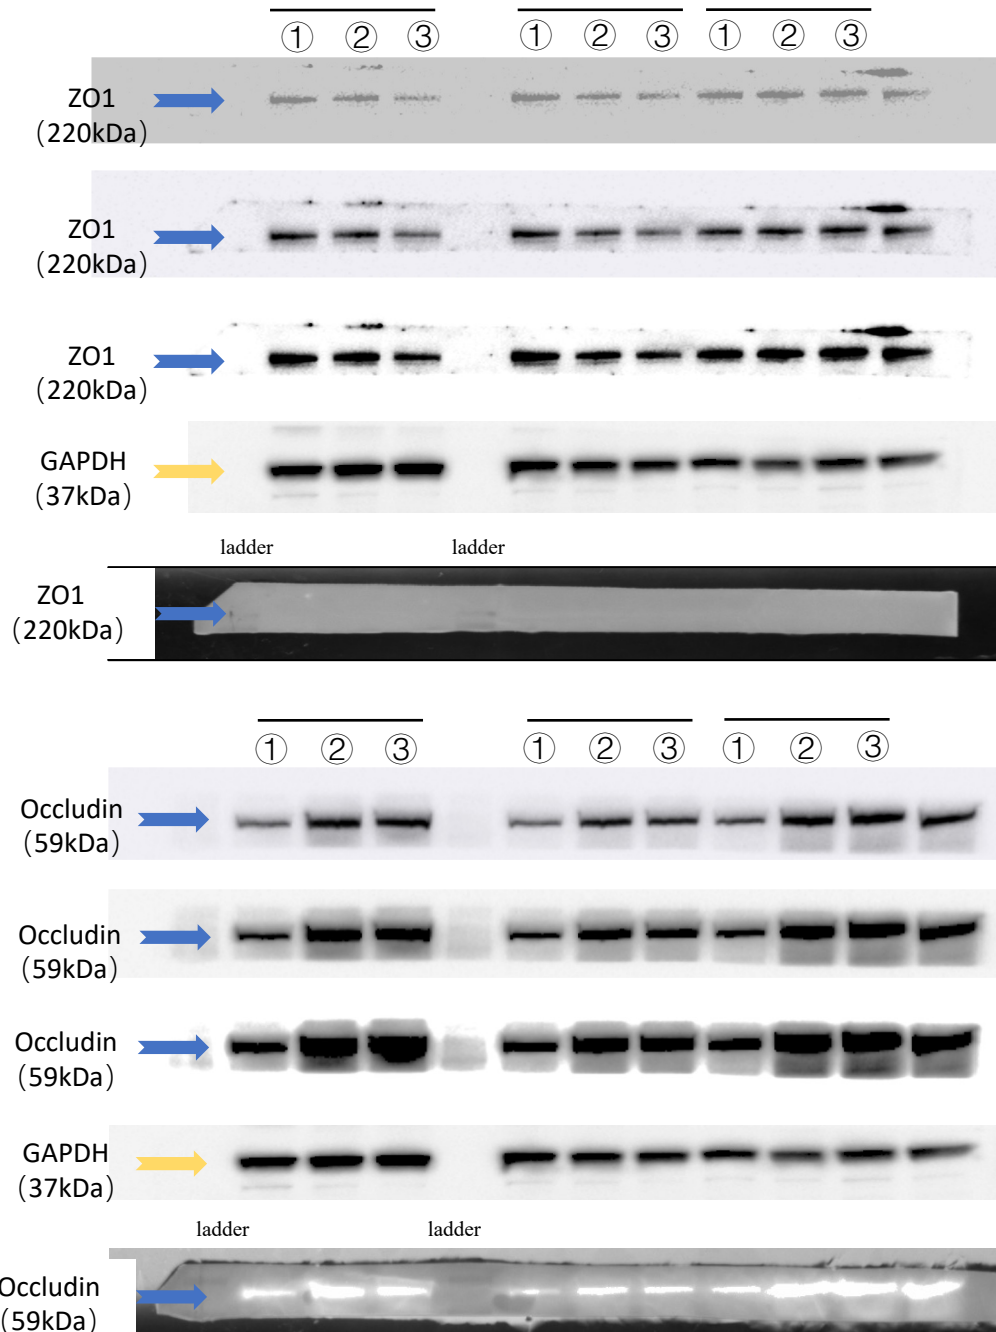 ① ② ③ ① ② ③ ① ② ③
ZO1
(220kDa)
ZO1
(220kDa)
ZO1
(220kDa)
GAPDH
(37kDa)
ladder ladder
ZO1
(220kDa)
① ② ③ ① ② ③ ① ② ③
Occludin
(59kDa)
Occludin
(59kDa)
Occludin
(59kDa)
GAPDH
(37kDa)
ladder ladder
Occludin
(59kDa)